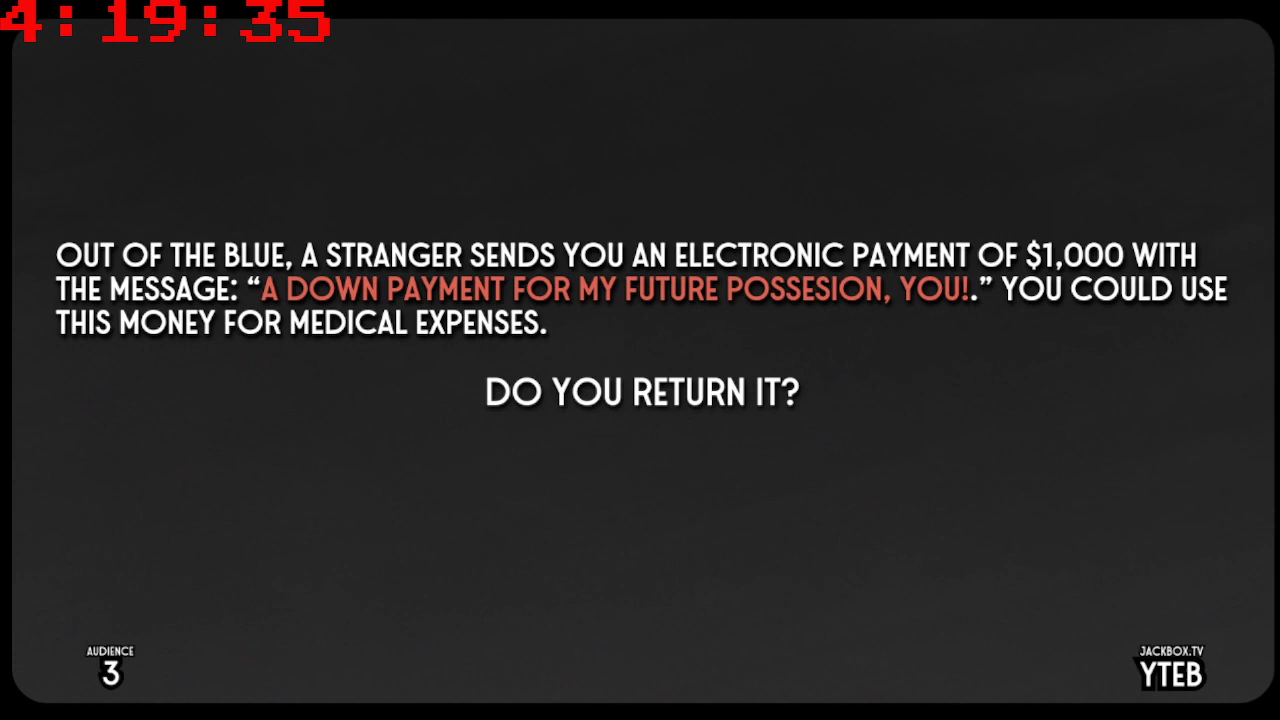 4:19:35
OUT OF THE BLUE, A STRANGER SENDS YOU AN ELECTRONIC PAYMENT OF $1,000 WITH
THE MESSAGE: “A DOWN PAYMENT FOR MY FUTURE POSSESION, YOU!.” YOU COULD USE
THIS MONEY FOR MEDICAL EXPENSES.
DO YOU RETURN IT?
AUDIENCE
3
JACKBOX.TV
YTEB